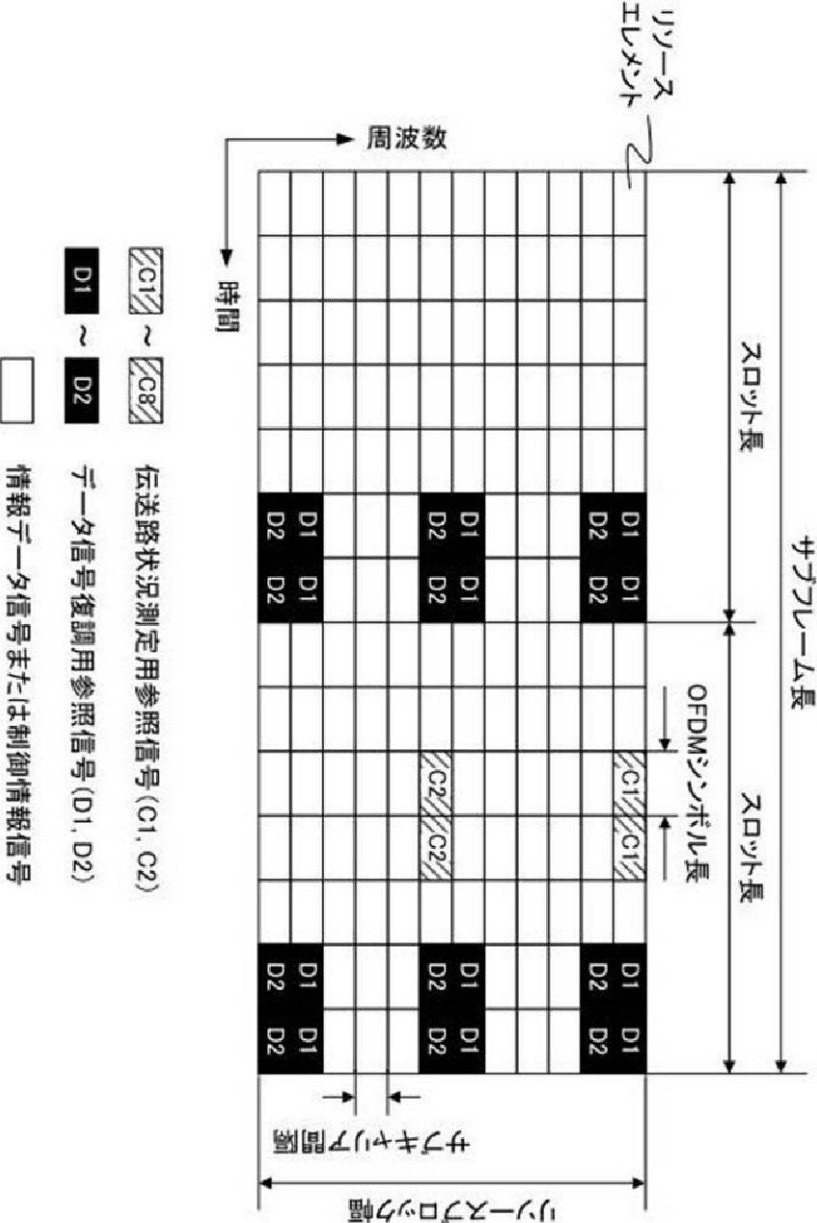 サブフレーム長
スロット長
スロット長
リソース
エレメント
OFDMシンボル長
周波数
時間
D1 D1
D2 D2
C1 C1
D1 D1
D2 D2
D1 D1
D2 D2
C2 C2
D1 D1
D2 D2
D1 D1
D2 D2
D1 D1
D2 D2
サブキャリア間隔
リソースブロック幅
C1 ~ C8 伝送路状況測定用参照信号(C1, C2)
D1 ~ D2 データ信号復調用参照信号(D1, D2)
情報データ信号または制御情報信号